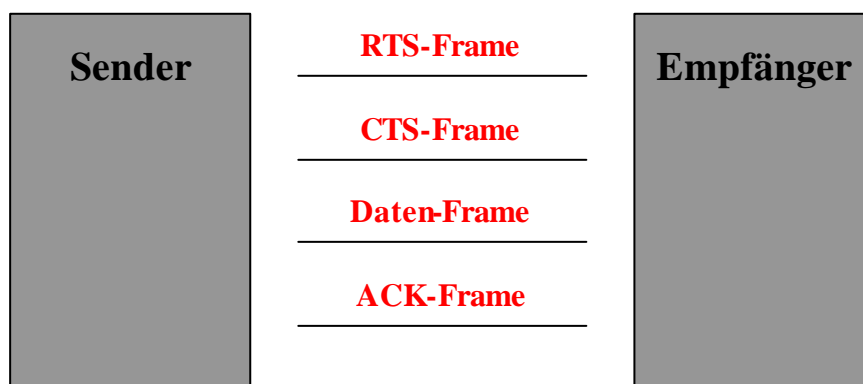 Sender
RTS-Frame
CTS-Frame
Daten-Frame
ACK-Frame
Empfänger